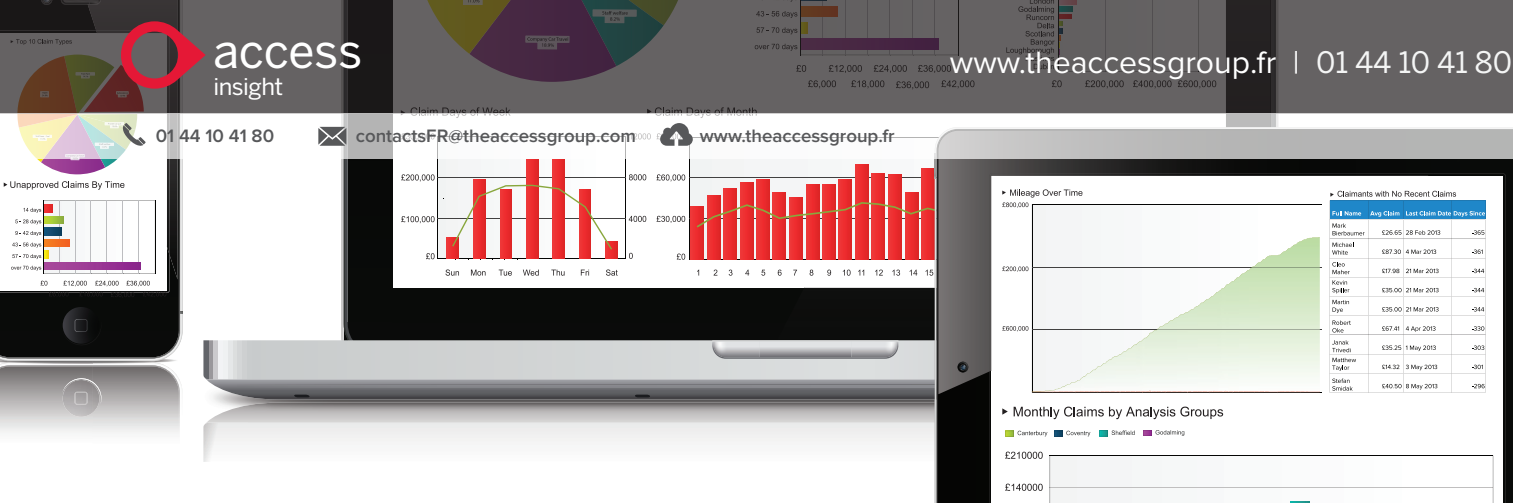 access
insight
www.theaccessgroup.fr | 01 44 10 41 80
01 44 10 41 80
contactsFR@theaccessgroup.com
www.theaccessgroup.fr
Top 10 Claim Types
Unapproved Claims By Time
14 days
5 - 28 days
9 - 42 days
43 - 56 days
57 - 70 days
over 70 days
£0 £12,000 £24,000 £36,000
Company Car Travel
43 – 56 days
57 – 70 days
over 70 days
£0 £12,000 £24,000 £36,000
£6,000 £18,000 £36,000 £42,000
London
Godalming
Runcorn
Delta
Scotland
Bangor
Loughborough
£0 £200,000 £400,000 £600,000
Claim Days of Week
£200,000
£100,000
£0
8000
4000
0
Sun Mon Tue Wed Thu Fri Sat
Claim Days of Month
£60,000
£30,000
£0
1 2 3 4 5 6 7 8 9 10 11 12 13 14 15
Mileage Over Time
£800,000
£200,000
£600,000
Claimants with No Recent Claims
Full Name Avg Claim Last Claim Date Days Since
Mark Bierbaumer £26.65 28 Feb 2013 -365
Michael White £87.30 4 Mar 2013 -361
Cleo Maher £17.98 21 Mar 2013 -344
Kevin Spiller £35.00 21 Mar 2013 -344
Martin Dye £35.00 21 Mar 2013 -344
Robert Oke £67.41 4 Apr 2013 -330
Janak Trivedi £35.25 1 May 2013 -303
Matthew Taylor £14.32 3 May 2013 -301
Stefan Smidak £40.50 8 May 2013 -296
Monthly Claims by Analysis Groups
Canterbury Coventry Sheffield Godalming
£210000
£140000